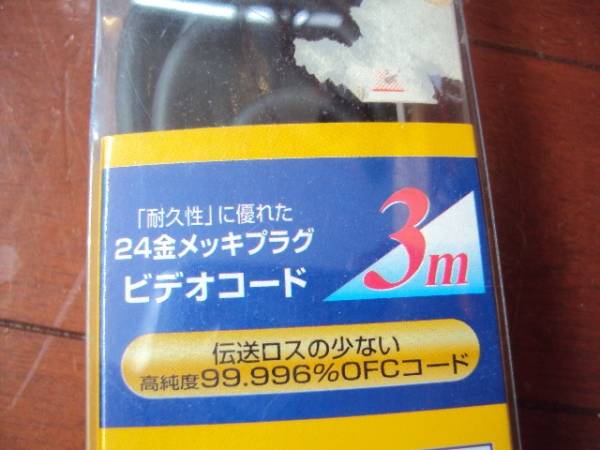 「耐久性」に優れた
24金メッキプラグ
ビデオコード
3m
伝送ロスの少ない
高純度99.996%OFCコード